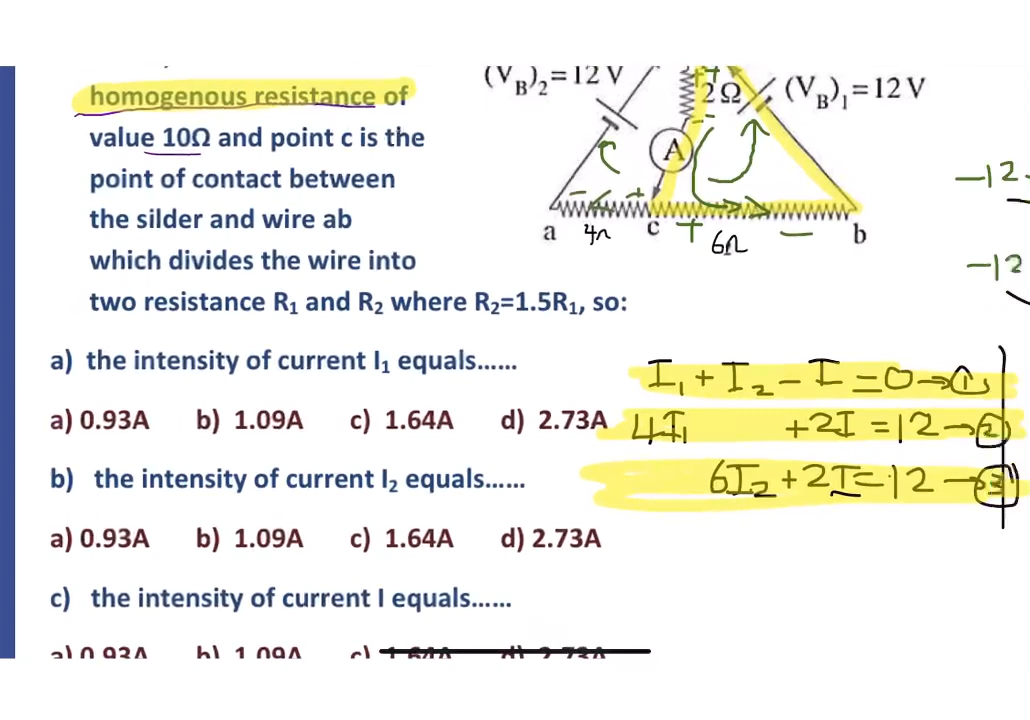 (V_B)₂=12 V
homogenous resistance of
2Ω
(V_B)₁=12 V
value 10Ω and point c is the
A
point of contact between
-12
the silder and wire ab
a 4Ω c + 6Ω - b
which divides the wire into
-12
two resistance R₁ and R₂ where R₂=1.5R₁, so:
a) the intensity of current I₁ equals......
I₁ + I₂ - I = 0 → ①
a) 0.93A b) 1.09A c) 1.64A d) 2.73A
4I₁ + 2I = 12 → ②
b) the intensity of current I₂ equals......
6I₂ + 2I = 12 → ③
a) 0.93A b) 1.09A c) 1.64A d) 2.73A
c) the intensity of current I equals......
a) 0.93A b) 1.09A c) 1.64A d) 2.73A